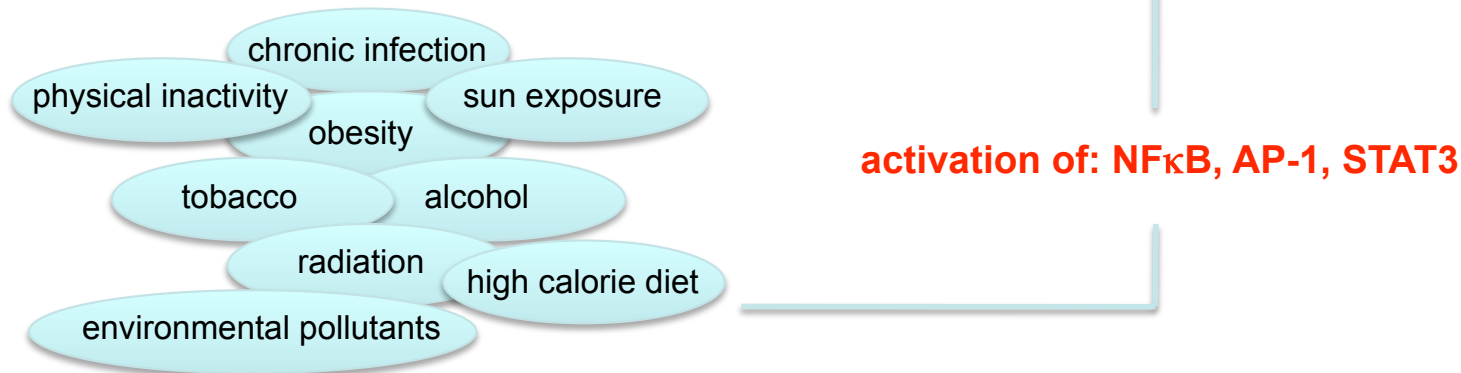 chronic infection
physical inactivity
sun exposure
obesity
activation of: NFκB, AP-1, STAT3
tobacco
alcohol
radiation
high calorie diet
environmental pollutants